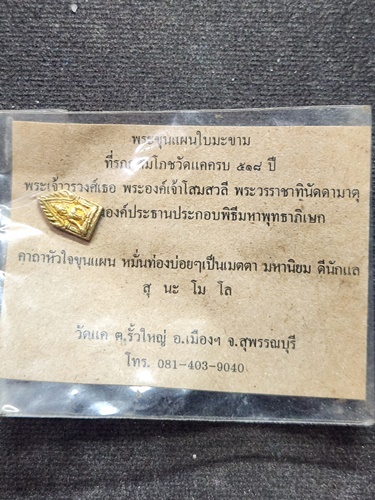 พระขุนแผนใบมะขาม
ที่ระลึกสมโภชวัดแคครบ ๕๑๘ ปี
พระเจ้าวรวงศ์เธอ พระองค์เจ้าโสมสวลี พระวรราชาทินัดดามาตุ
องค์ประธานประกอบพิธีมหาพุทธาภิเษก
คาถาหัวใจขุนแผน หมั่นท่องบ่อยๆเป็นเมตตา มหานิยม ดีนักแล
สุ นะ โม โล
วัดแค ต.รั้วใหญ่ อ.เมืองฯ จ.สุพรรณบุรี
โทร. 081-403-9040